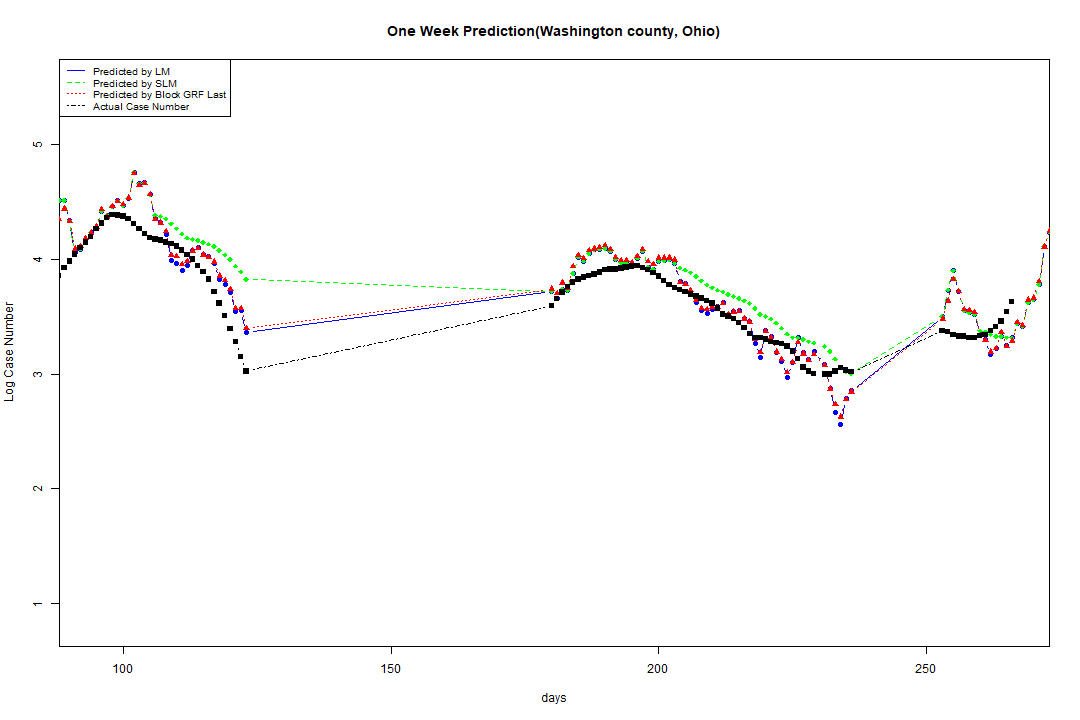 One Week Prediction(Washington county, Ohio)
Predicted by LM
Predicted by SLM
Predicted by Block GRF Last
Actual Case Number
5
4
3
2
1
Log Case Number
100
150
200
250
days